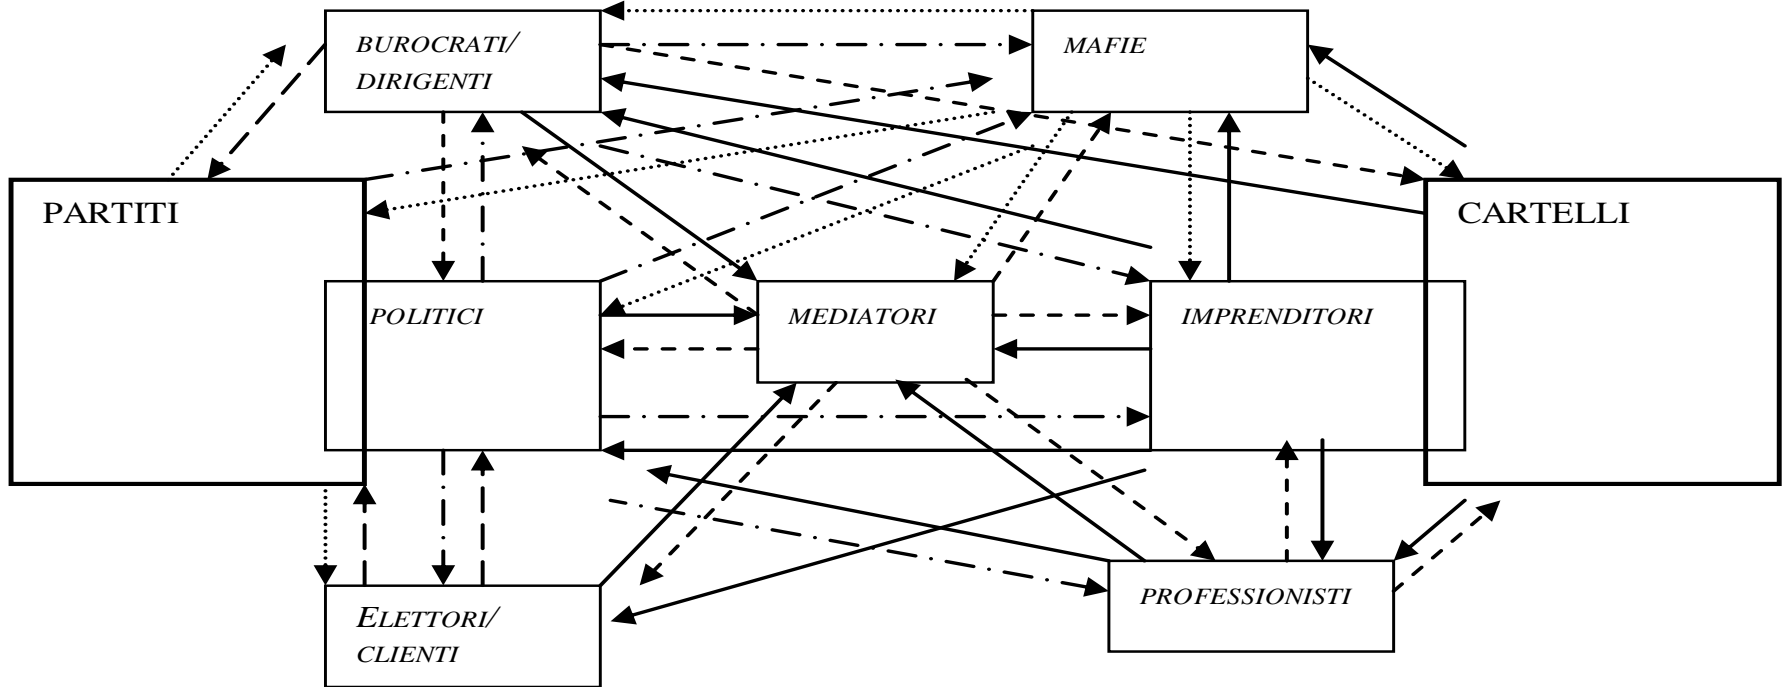 BUROCRATI/
DIRIGENTI
MAFIE
PARTITI
CARTELLI
POLITICI
MEDIATORI
IMPRENDITORI
PROFESSIONISTI
ELETTORI/
CLIENTI